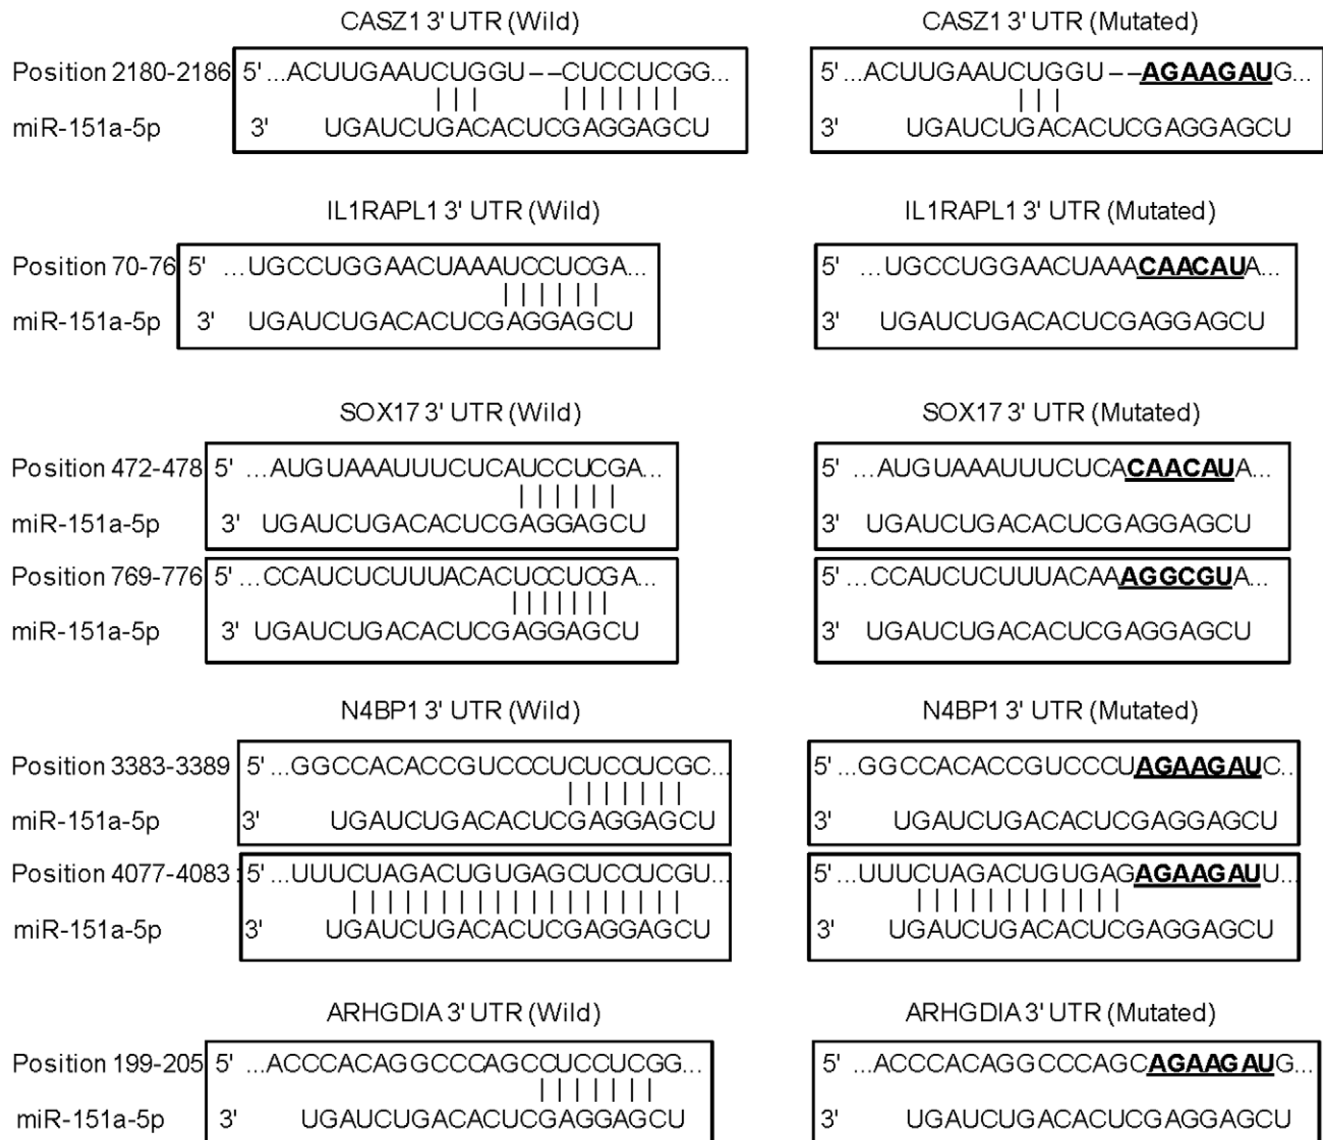 CASZ1 3' UTR (Wild) CASZ1 3' UTR (Mutated)
Position 2180-2186 5' ...ACUUGAAUCUGGU--CUCCUCGG... 5' ...ACUUGAAUCUGGU--AGAAGAUG...
miR-151a-5p 3' UGAUCUGACACUCGAGGAGCU 3' UGAUCUGACACUCGAGGAGCU
IL1RAPL1 3' UTR (Wild) IL1RAPL1 3' UTR (Mutated)
Position 70-76 5' ...UGCCUGGAACUAAAUCCUCGA... 5' ...UGCCUGGAACUAAACAACAUA...
miR-151a-5p 3' UGAUCUGACACUCGAGGAGCU 3' UGAUCUGACACUCGAGGAGCU
SOX17 3' UTR (Wild) SOX17 3' UTR (Mutated)
Position 472-478 5' ...AUGUAAAUUUCUCAUCCUCGA... 5' ...AUGUAAAUUUCUCACAACAUA...
miR-151a-5p 3' UGAUCUGACACUCGAGGAGCU 3' UGAUCUGACACUCGAGGAGCU
Position 769-776 5' ...CCAUCUCUUUACACUCCUCGA... 5' ...CCAUCUCUUUACAAAGGCGUA...
miR-151a-5p 3' UGAUCUGACACUCGAGGAGCU 3' UGAUCUGACACUCGAGGAGCU
N4BP1 3' UTR (Wild) N4BP1 3' UTR (Mutated)
Position 3383-3389 5' ...GGCCACACCGUCCCUCUCCUCGC... 5' ...GGCCACACCGUCCCUAGAAGAUC..
miR-151a-5p 3' UGAUCUGACACUCGAGGAGCU 3' UGAUCUGACACUCGAGGAGCU
Position 4077-4083 : 5' ...UUUCUAGACUGUGAGCUCCUCGU... 5' ...UUUCUAGACUGUGAGAGAAGAUU...
miR-151a-5p 3' UGAUCUGACACUCGAGGAGCU 3' UGAUCUGACACUCGAGGAGCU
ARHGDIA 3' UTR (Wild) ARHGDIA 3' UTR (Mutated)
Position 199-205 5' ...ACCCACAGGCCCAGCCUCCUCGG... 5' ...ACCCACAGGCCCAGCAGAAGAUG...
miR-151a-5p 3' UGAUCUGACACUCGAGGAGCU 3' UGAUCUGACACUCGAGGAGCU